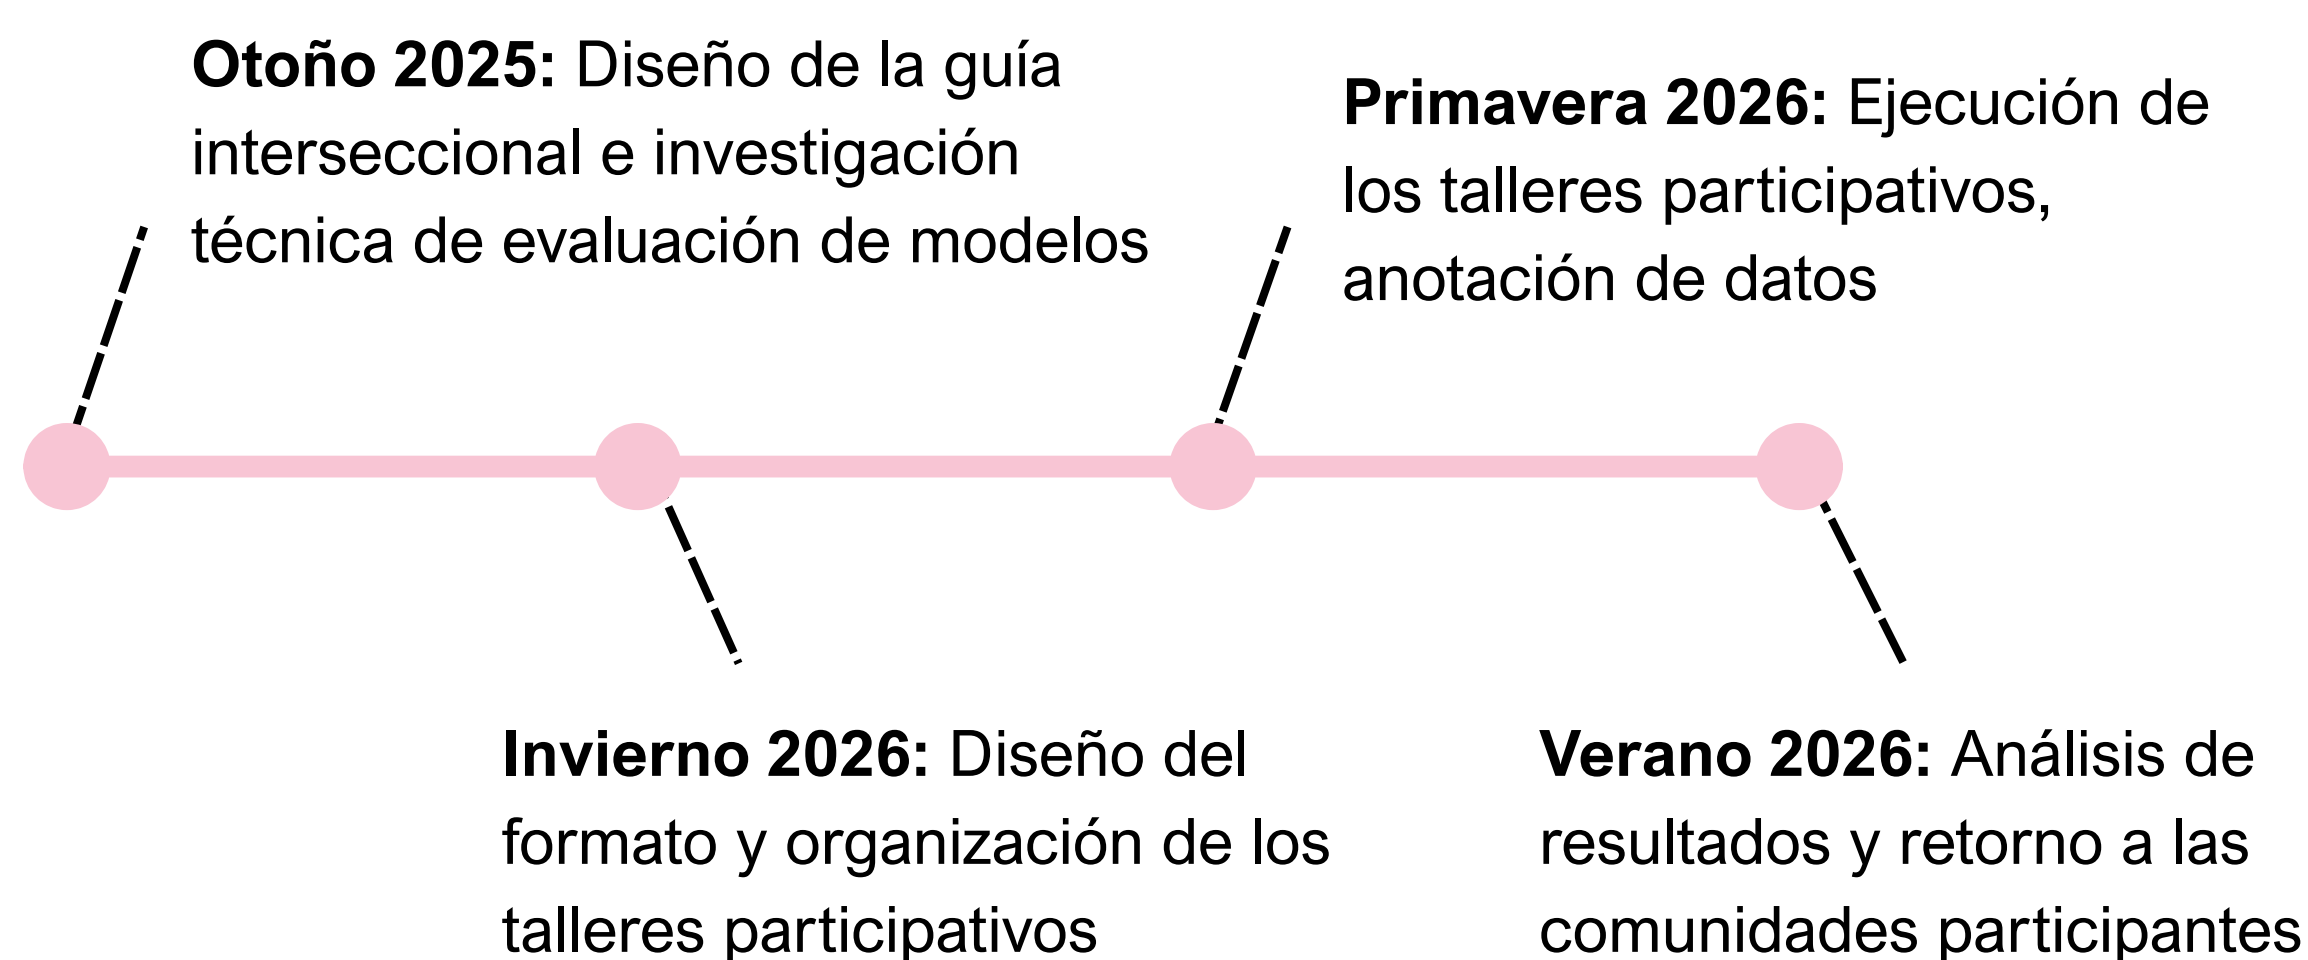 Otoño 2025: Diseño de la guía
interseccional e investigación
técnica de evaluación de modelos
Invierno 2026: Diseño del
formato y organización de los
talleres participativos
Primavera 2026: Ejecución de
los talleres participativos,
anotación de datos
Verano 2026: Análisis de
resultados y retorno a las
comunidades participantes